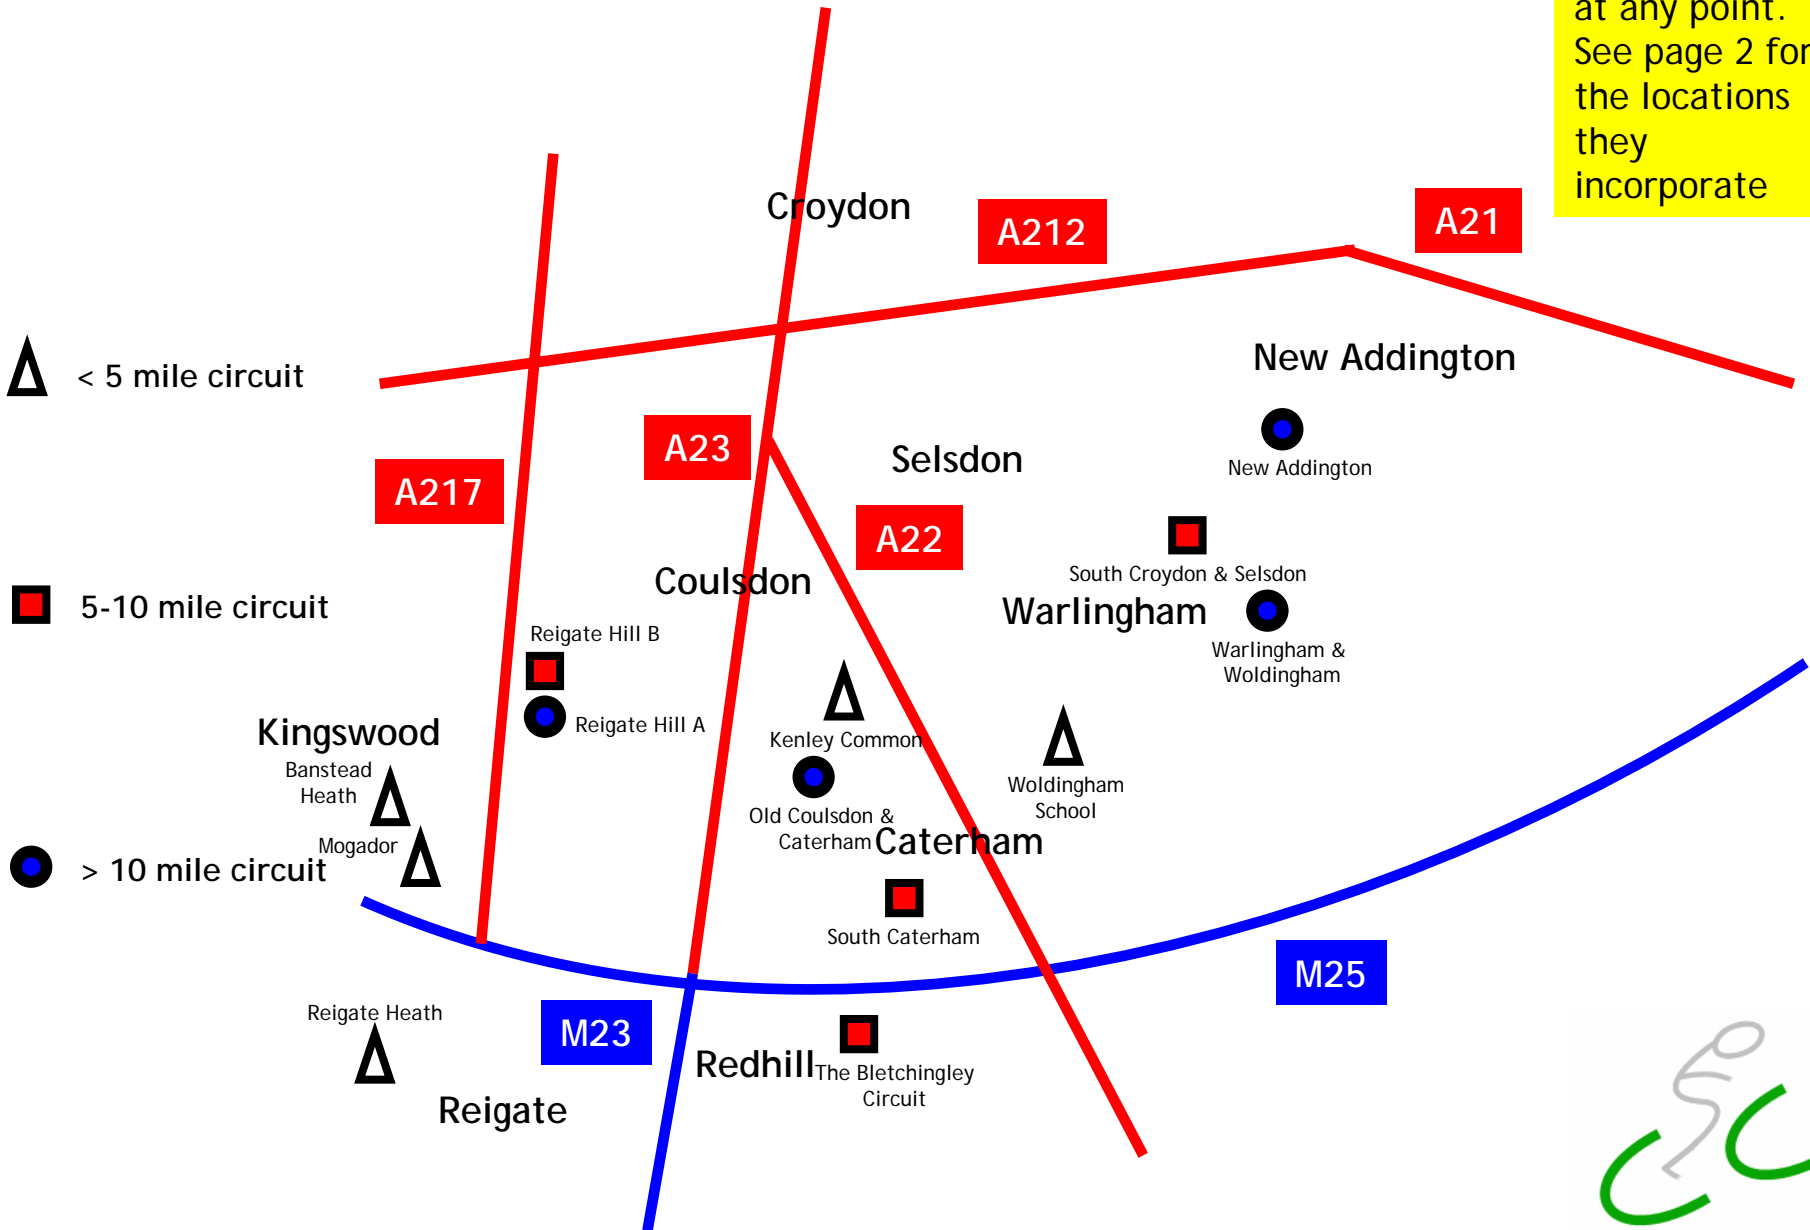 at any point.
See page 2 for
the locations
they
incorporate
Croydon
A212
A21
New Addington
< 5 mile circuit
A23
Selsdon
New Addington
A217
A22
South Croydon & Selsdon
Coulsdon
Warlingham
5-10 mile circuit
Reigate Hill B
Warlingham &
Woldingham
Reigate Hill A
Kingswood
Kenley Common
Banstead
Heath
Woldingham
School
Old Coulsdon &
Caterham
Caterham
Mogador
> 10 mile circuit
South Caterham
M25
Reigate Heath
M23
Redhill
The Bletchingley
Circuit
Reigate